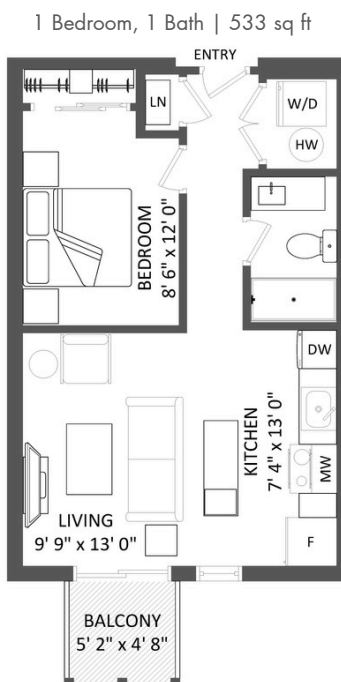 1 Bedroom, 1 Bath | 533 sq ft
ENTRY
LN
W/D
HW
BEDROOM
8' 6" x 12' 0"
DW
KITCHEN
7' 4" x 13' 0"
MW
LIVING
9' 9" x 13' 0"
F
BALCONY
5' 2" x 4' 8"